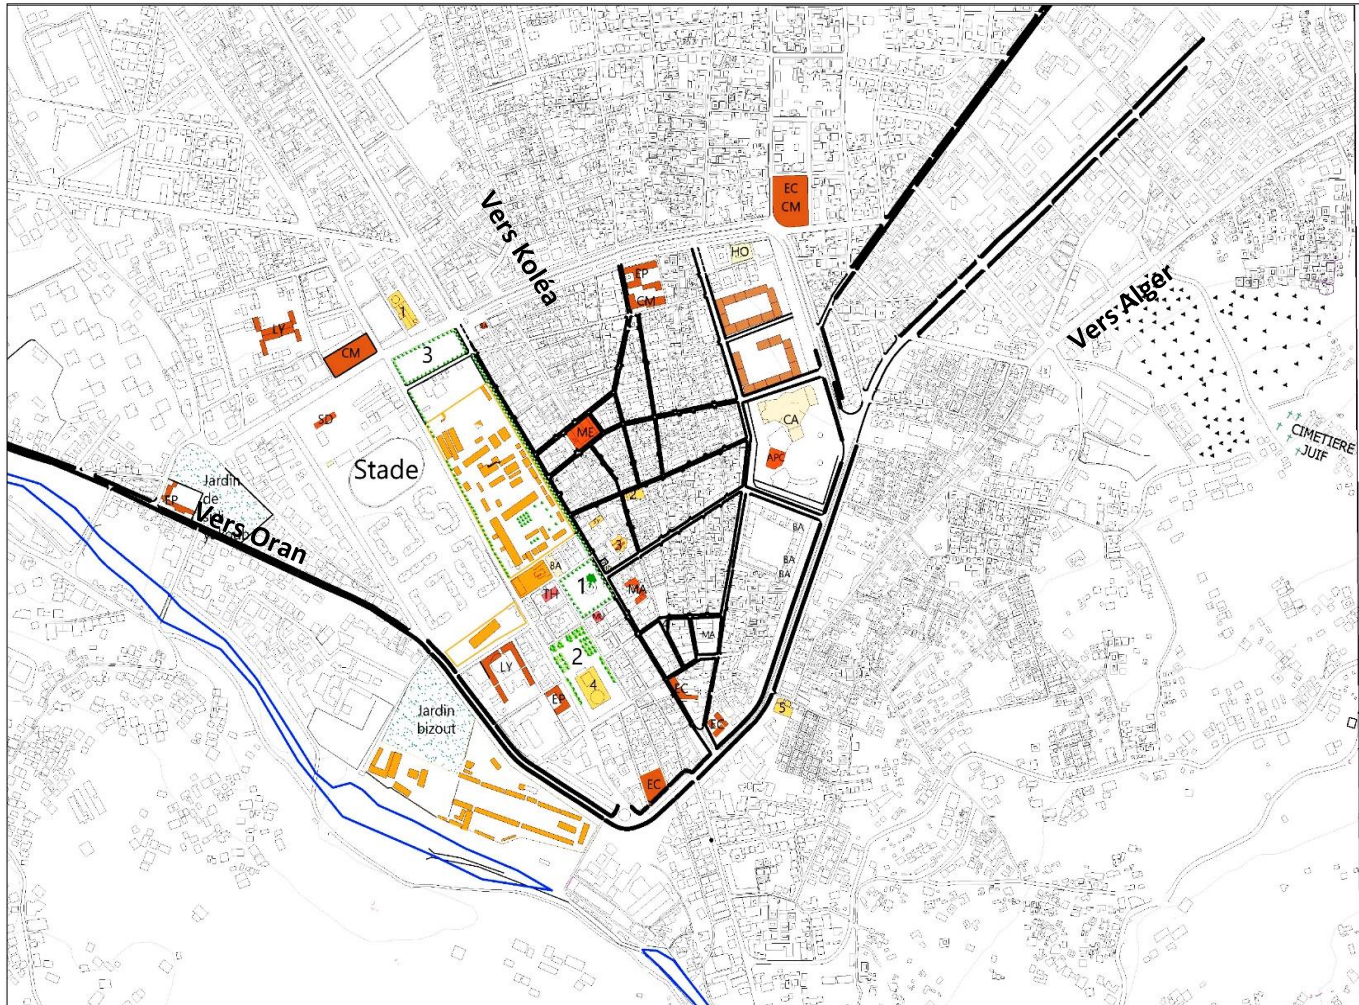 EC
CM
Vers Koléa
HO
EP
CM
Vers Alger
1
LY
CM
3
CA
CIMETIERE
JUIF
SD
ME
APC
Stade
Jardin
de
EP
2
Vers Oran
BA
3
BA
BA
BA
1
TH
MA
MA
2
LY
4
EP
EC
5
EC
Jardin
bizout
EC